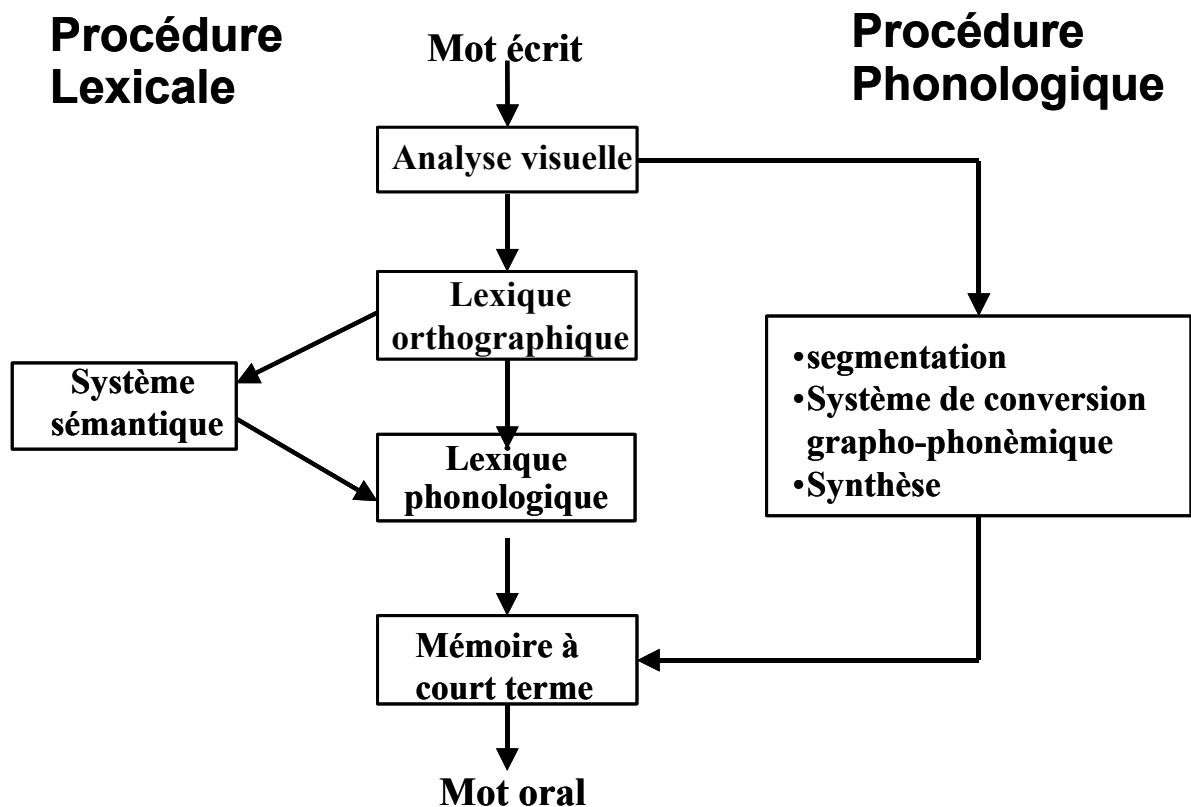 Procédure
Lexicale
Mot écrit
Procédure
Phonologique
Analyse visuelle
Lexique
orthographique
Système
sémantique
Lexique
phonologique
•segmentation
•Système de conversion
grapho-phonèmique
•Synthèse
Mémoire à
court terme
Mot oral